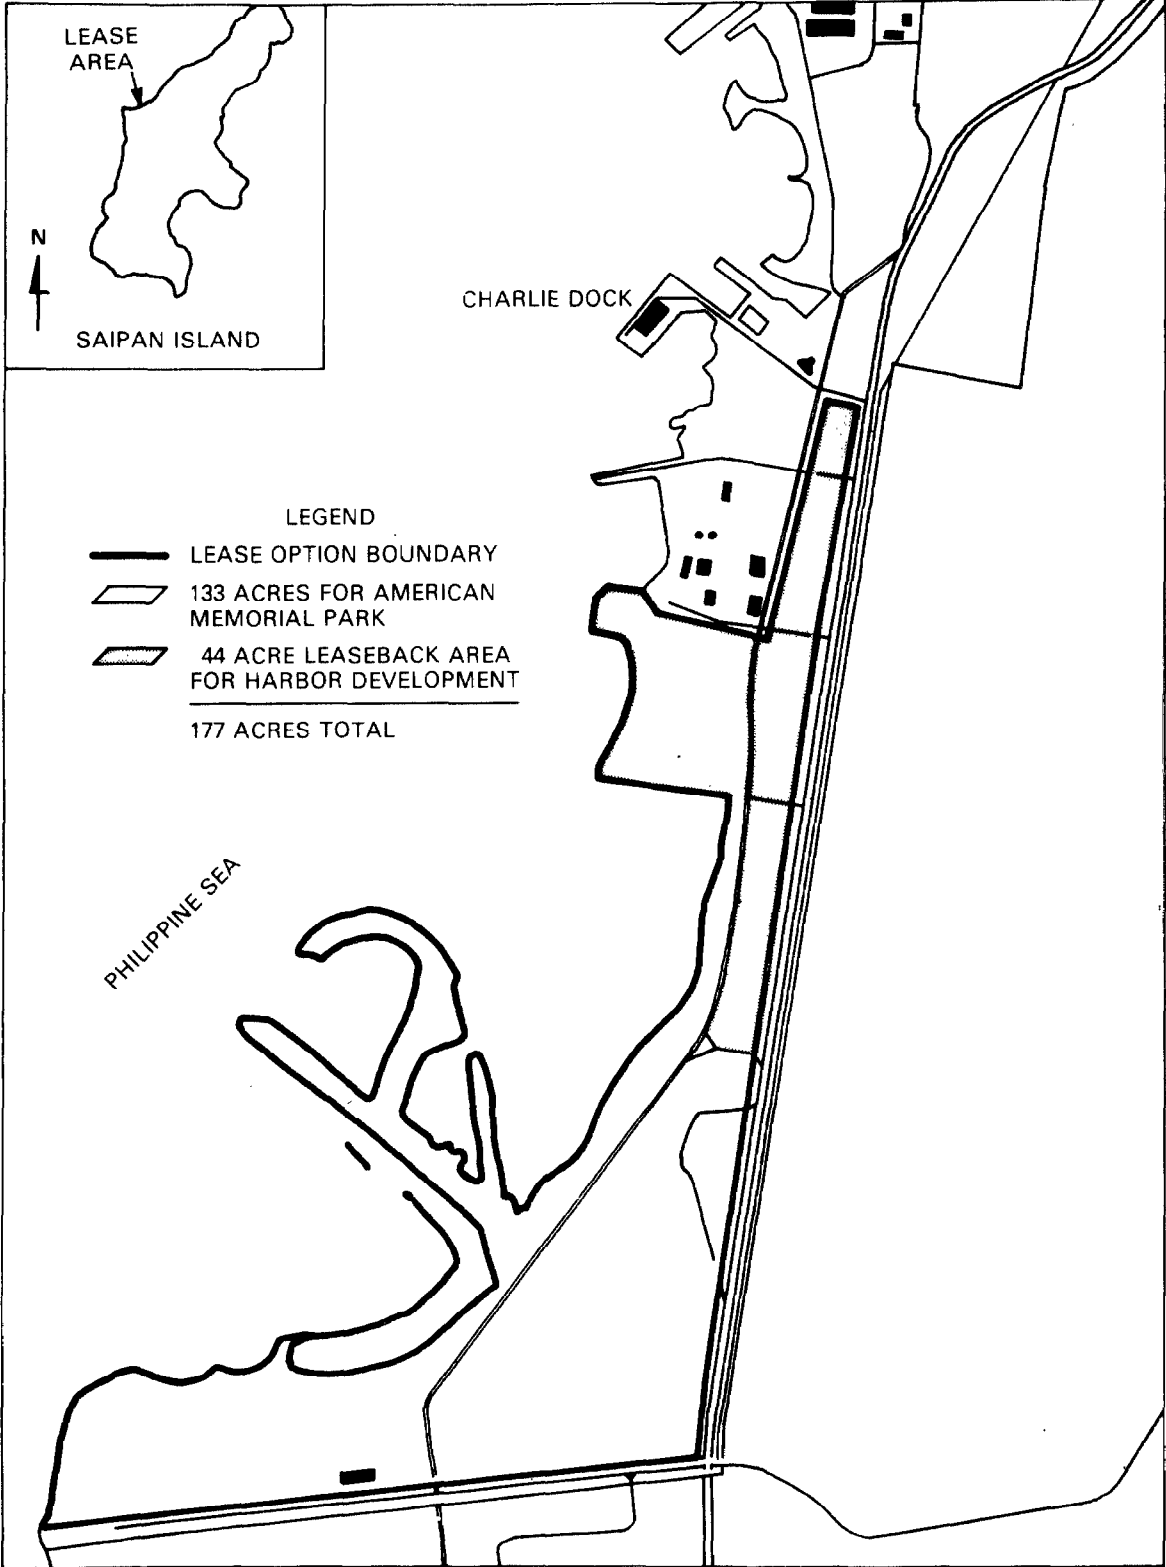 LEASE
AREA
N
SAIPAN ISLAND
CHARLIE DOCK
LEGEND
LEASE OPTION BOUNDARY
133 ACRES FOR AMERICAN
MEMORIAL PARK
44 ACRE LEASEBACK AREA
FOR HARBOR DEVELOPMENT
177 ACRES TOTAL
PHILIPPINE SEA